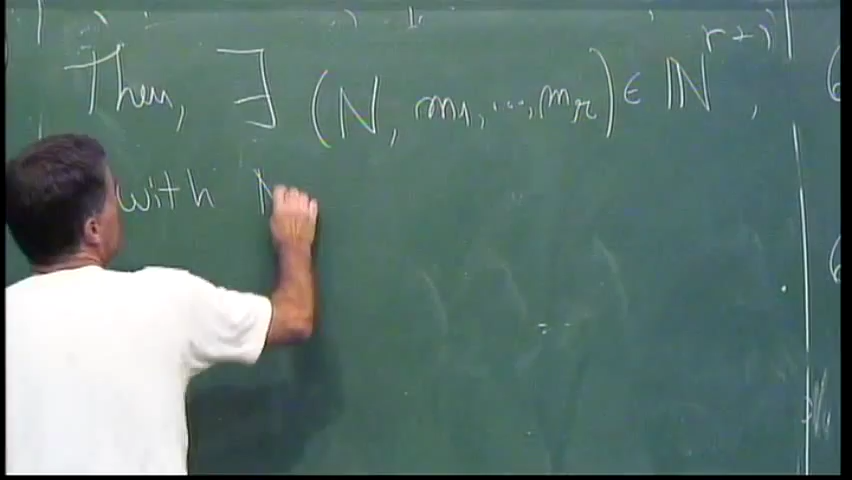 Then, ∃ (N, m₁, ..., mᵣ) ∈ ℕ^{r+1},
with N